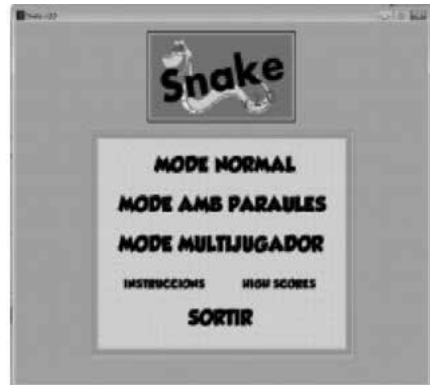 Snake
MODE NORMAL
MODE AMB PARAULES
MODE MULTIJUGADOR
INSTRUCCIONS HIGH SCORES
SORTIR